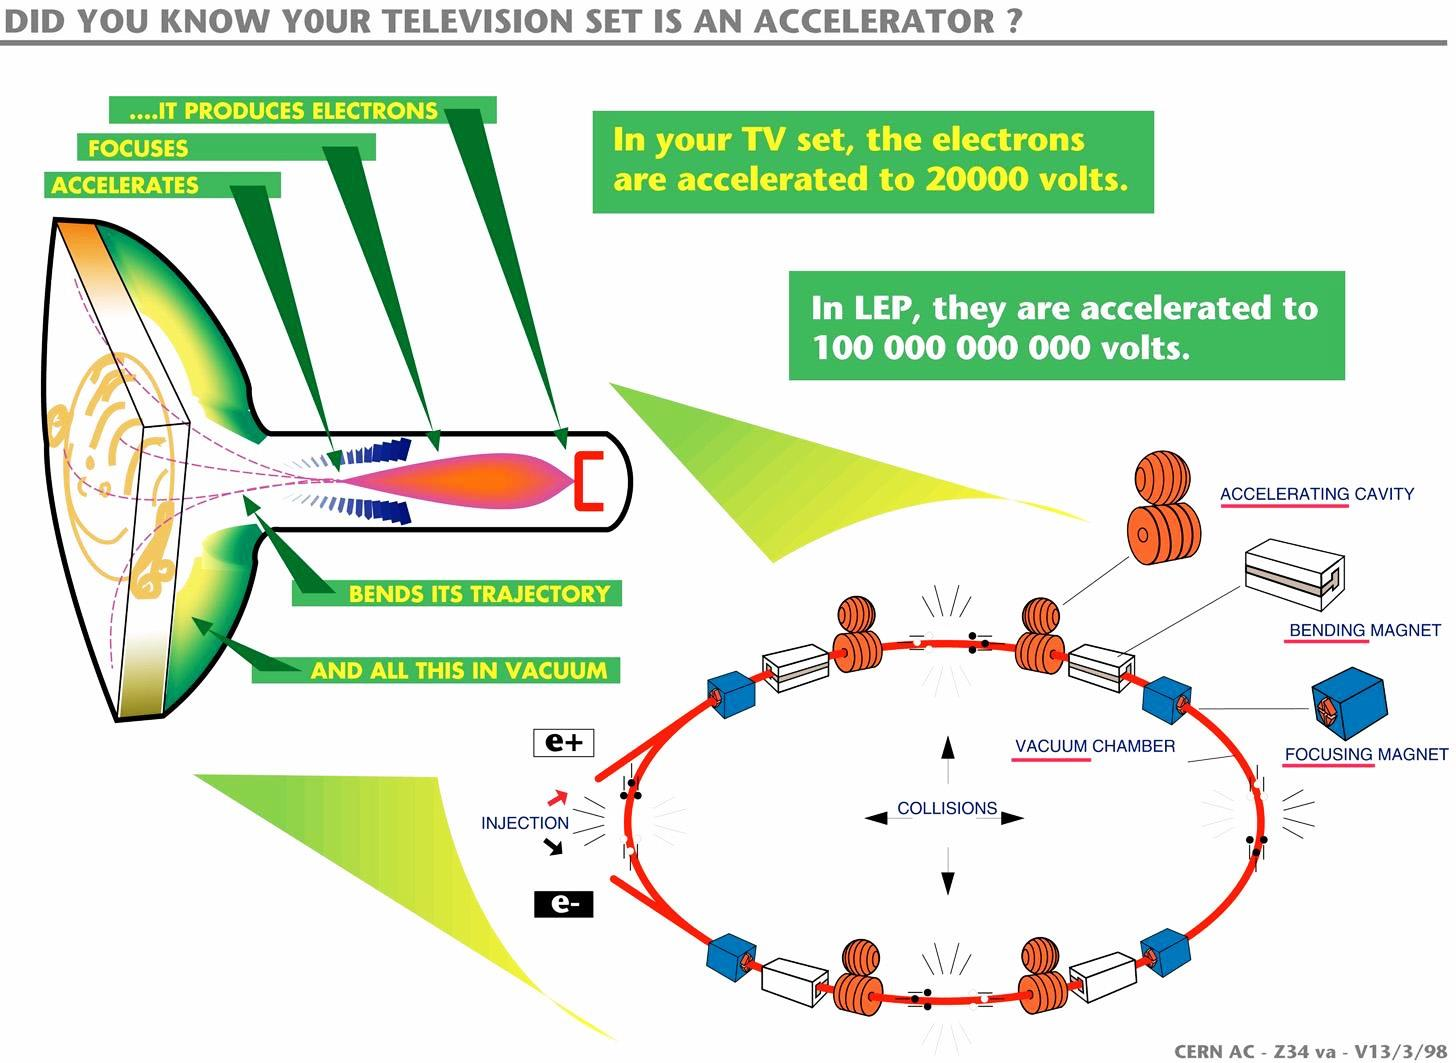 DID YOU KNOW Y0UR TELEVISION SET IS AN ACCELERATOR ?
....IT PRODUCES ELECTRONS
FOCUSES
ACCELERATES
In your TV set, the electrons
are accelerated to 20000 volts.
In LEP, they are accelerated to
100 000 000 000 volts.
BENDS ITS TRAJECTORY
AND ALL THIS IN VACUUM
ACCELERATING CAVITY
BENDING MAGNET
FOCUSING MAGNET
VACUUM CHAMBER
e+
INJECTION
e-
COLLISIONS
CERN AC - Z34 va - V13/3/98